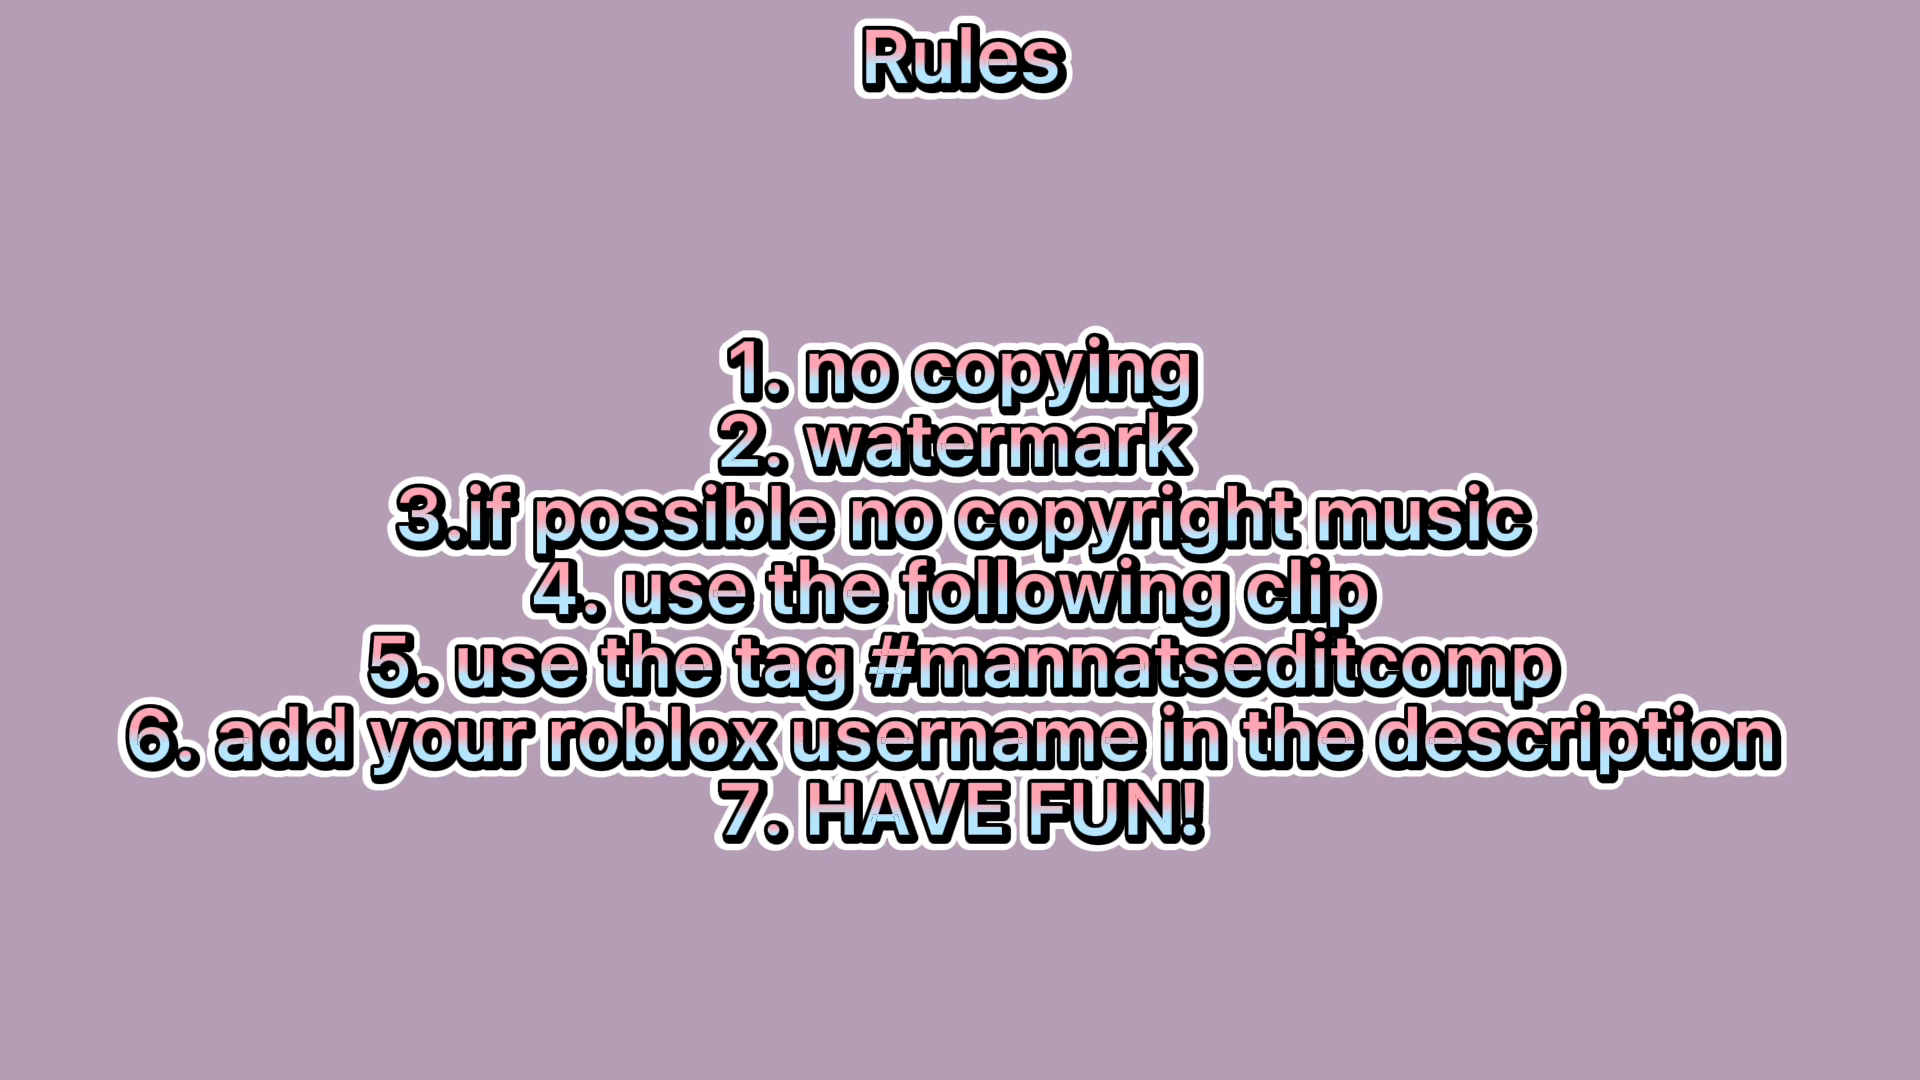 Rules
1. no copying
2. watermark
3.if possible no copyright music
4. use the following clip
5. use the tag #mannatseditcomp
6. add your roblox username in the description
7. HAVE FUN!